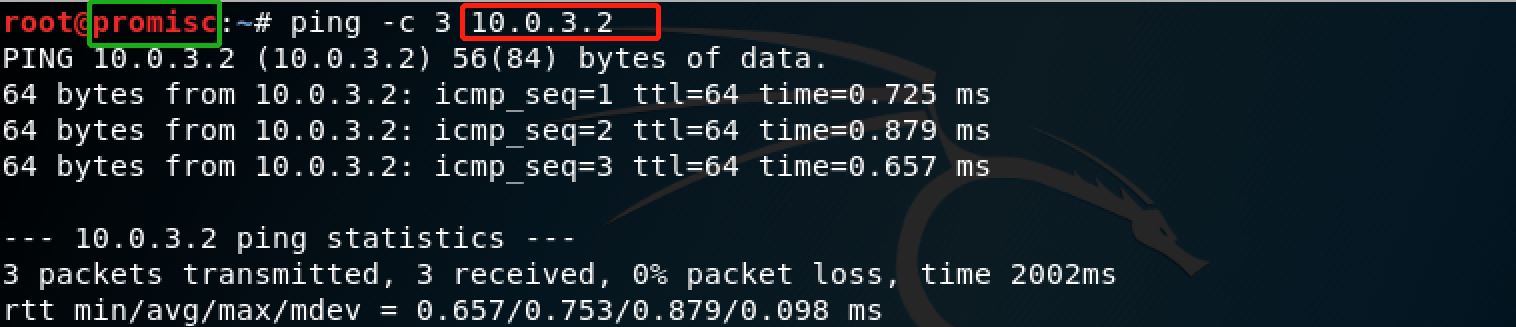 root@promisc:~# ping -c 3 10.0.3.2
PING 10.0.3.2 (10.0.3.2) 56(84) bytes of data.
64 bytes from 10.0.3.2: icmp_seq=1 ttl=64 time=0.725 ms
64 bytes from 10.0.3.2: icmp_seq=2 ttl=64 time=0.879 ms
64 bytes from 10.0.3.2: icmp_seq=3 ttl=64 time=0.657 ms
--- 10.0.3.2 ping statistics ---
3 packets transmitted, 3 received, 0% packet loss, time 2002ms
rtt min/avg/max/mdev = 0.657/0.753/0.879/0.098 ms